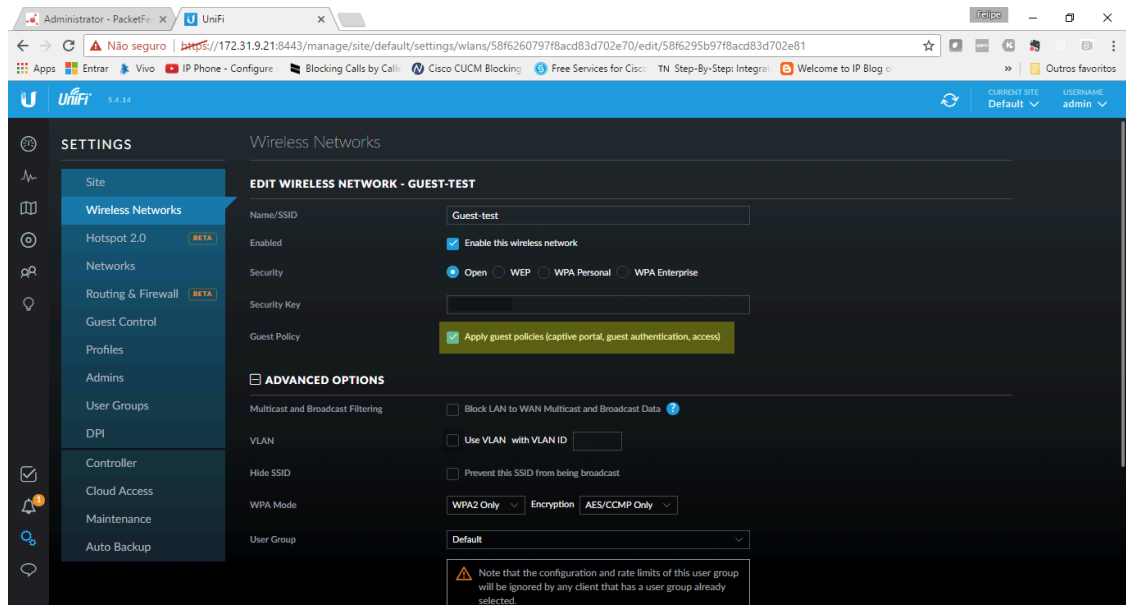 Administrator - PacketFe
UniFi
Felipe
Não seguro | https://172.31.9.21:8443/manage/site/default/settings/wlans/58f6260797f8acd83d702e70/edit/58f6295b97f8acd83d702e81
Apps Entrar Vivo IP Phone - Configure Blocking Calls by Calle Cisco CUCM Blocking Free Services for Cisco TN Step-By-Step: Integrat Welcome to IP Blog o » Outros favoritos
U UniFi 5.4.14
CURRENT SITE
Default
USERNAME
admin
SETTINGS
Site
Wireless Networks
Hotspot 2.0 BETA
Networks
Routing & Firewall BETA
Guest Control
Profiles
Admins
User Groups
DPI
Controller
Cloud Access
Maintenance
Auto Backup
1
Wireless Networks
EDIT WIRELESS NETWORK - GUEST-TEST
Name/SSID Guest-test
Enabled Enable this wireless network
Security Open WEP WPA Personal WPA Enterprise
Security Key
Guest Policy Apply guest policies (captive portal, guest authentication, access)
ADVANCED OPTIONS
Multicast and Broadcast Filtering Block LAN to WAN Multicast and Broadcast Data ?
VLAN Use VLAN with VLAN ID
Hide SSID Prevent this SSID from being broadcast
WPA Mode WPA2 Only Encryption AES/CCMP Only
User Group Default
Note that the configuration and rate limits of this user group
will be ignored by any client that has a user group already
selected.